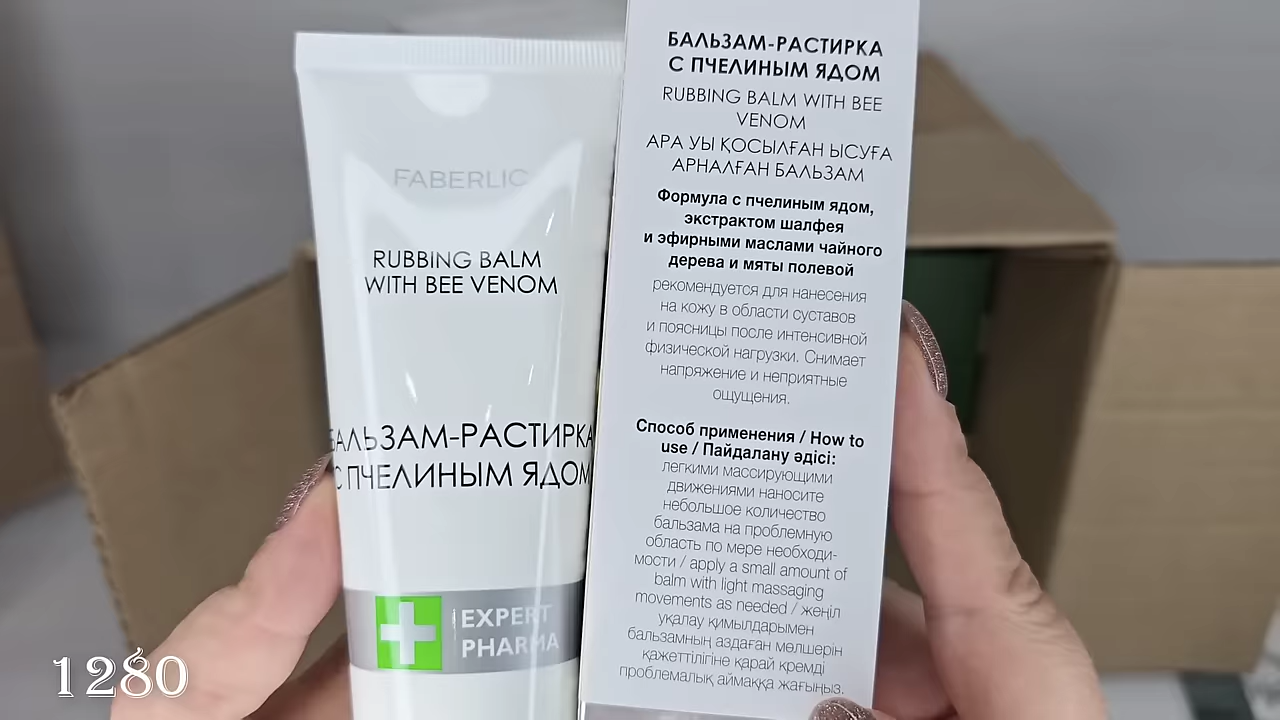 FABERLIC
RUBBING BALM
WITH BEE VENOM
БАЛЬЗАМ-РАСТИРКА
С ПЧЕЛИНЫМ ЯДОМ
EXPERT
PHARMA
БАЛЬЗАМ-РАСТИРКА
С ПЧЕЛИНЫМ ЯДОМ
RUBBING BALM WITH BEE
VENOM
АРА УЫ ҚОСЫЛҒАН ЫСУҒА
АРНАЛҒАН БАЛЬЗАМ
Формула с пчелиным ядом,
экстрактом шалфея
и эфирными маслами чайного
дерева и мяты полевой
рекомендуется для нанесения
на кожу в области суставов
и поясницы после интенсивной
физической нагрузки. Снимает
напряжение и неприятные
ощущения.
Способ применения / How to
use / Пайдалану әдісі:
легкими массирующими
движениями наносите
небольшое количество
бальзама на проблемную
область по мере необходи-
мости / apply a small amount of
balm with light massaging
movements as needed / жеңіл
уқалау қимылдарымен
бальзамның аздаған мөлшерін
қажеттілігіне қарай кремді
проблемалық аймаққа жағыңыз.
1280